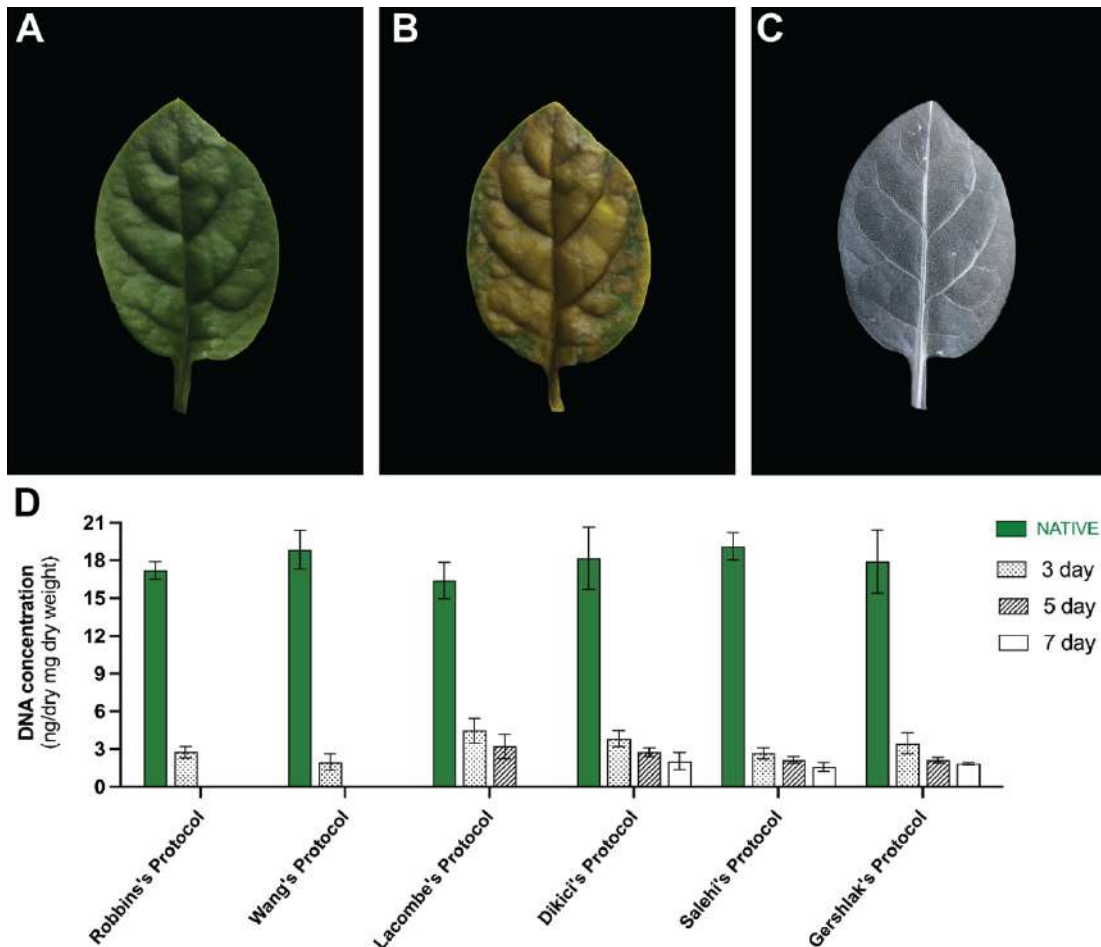 A
B
C
D
DNA concentration
(ng/dry mg dry weight)
21
18
15
12
9
6
3
0
NATIVE
3 day
5 day
7 day
Robbins's Protocol
Wang's Protocol
Lacombe's Protocol
Dikici's Protocol
Salehi's Protocol
Gershlak's Protocol